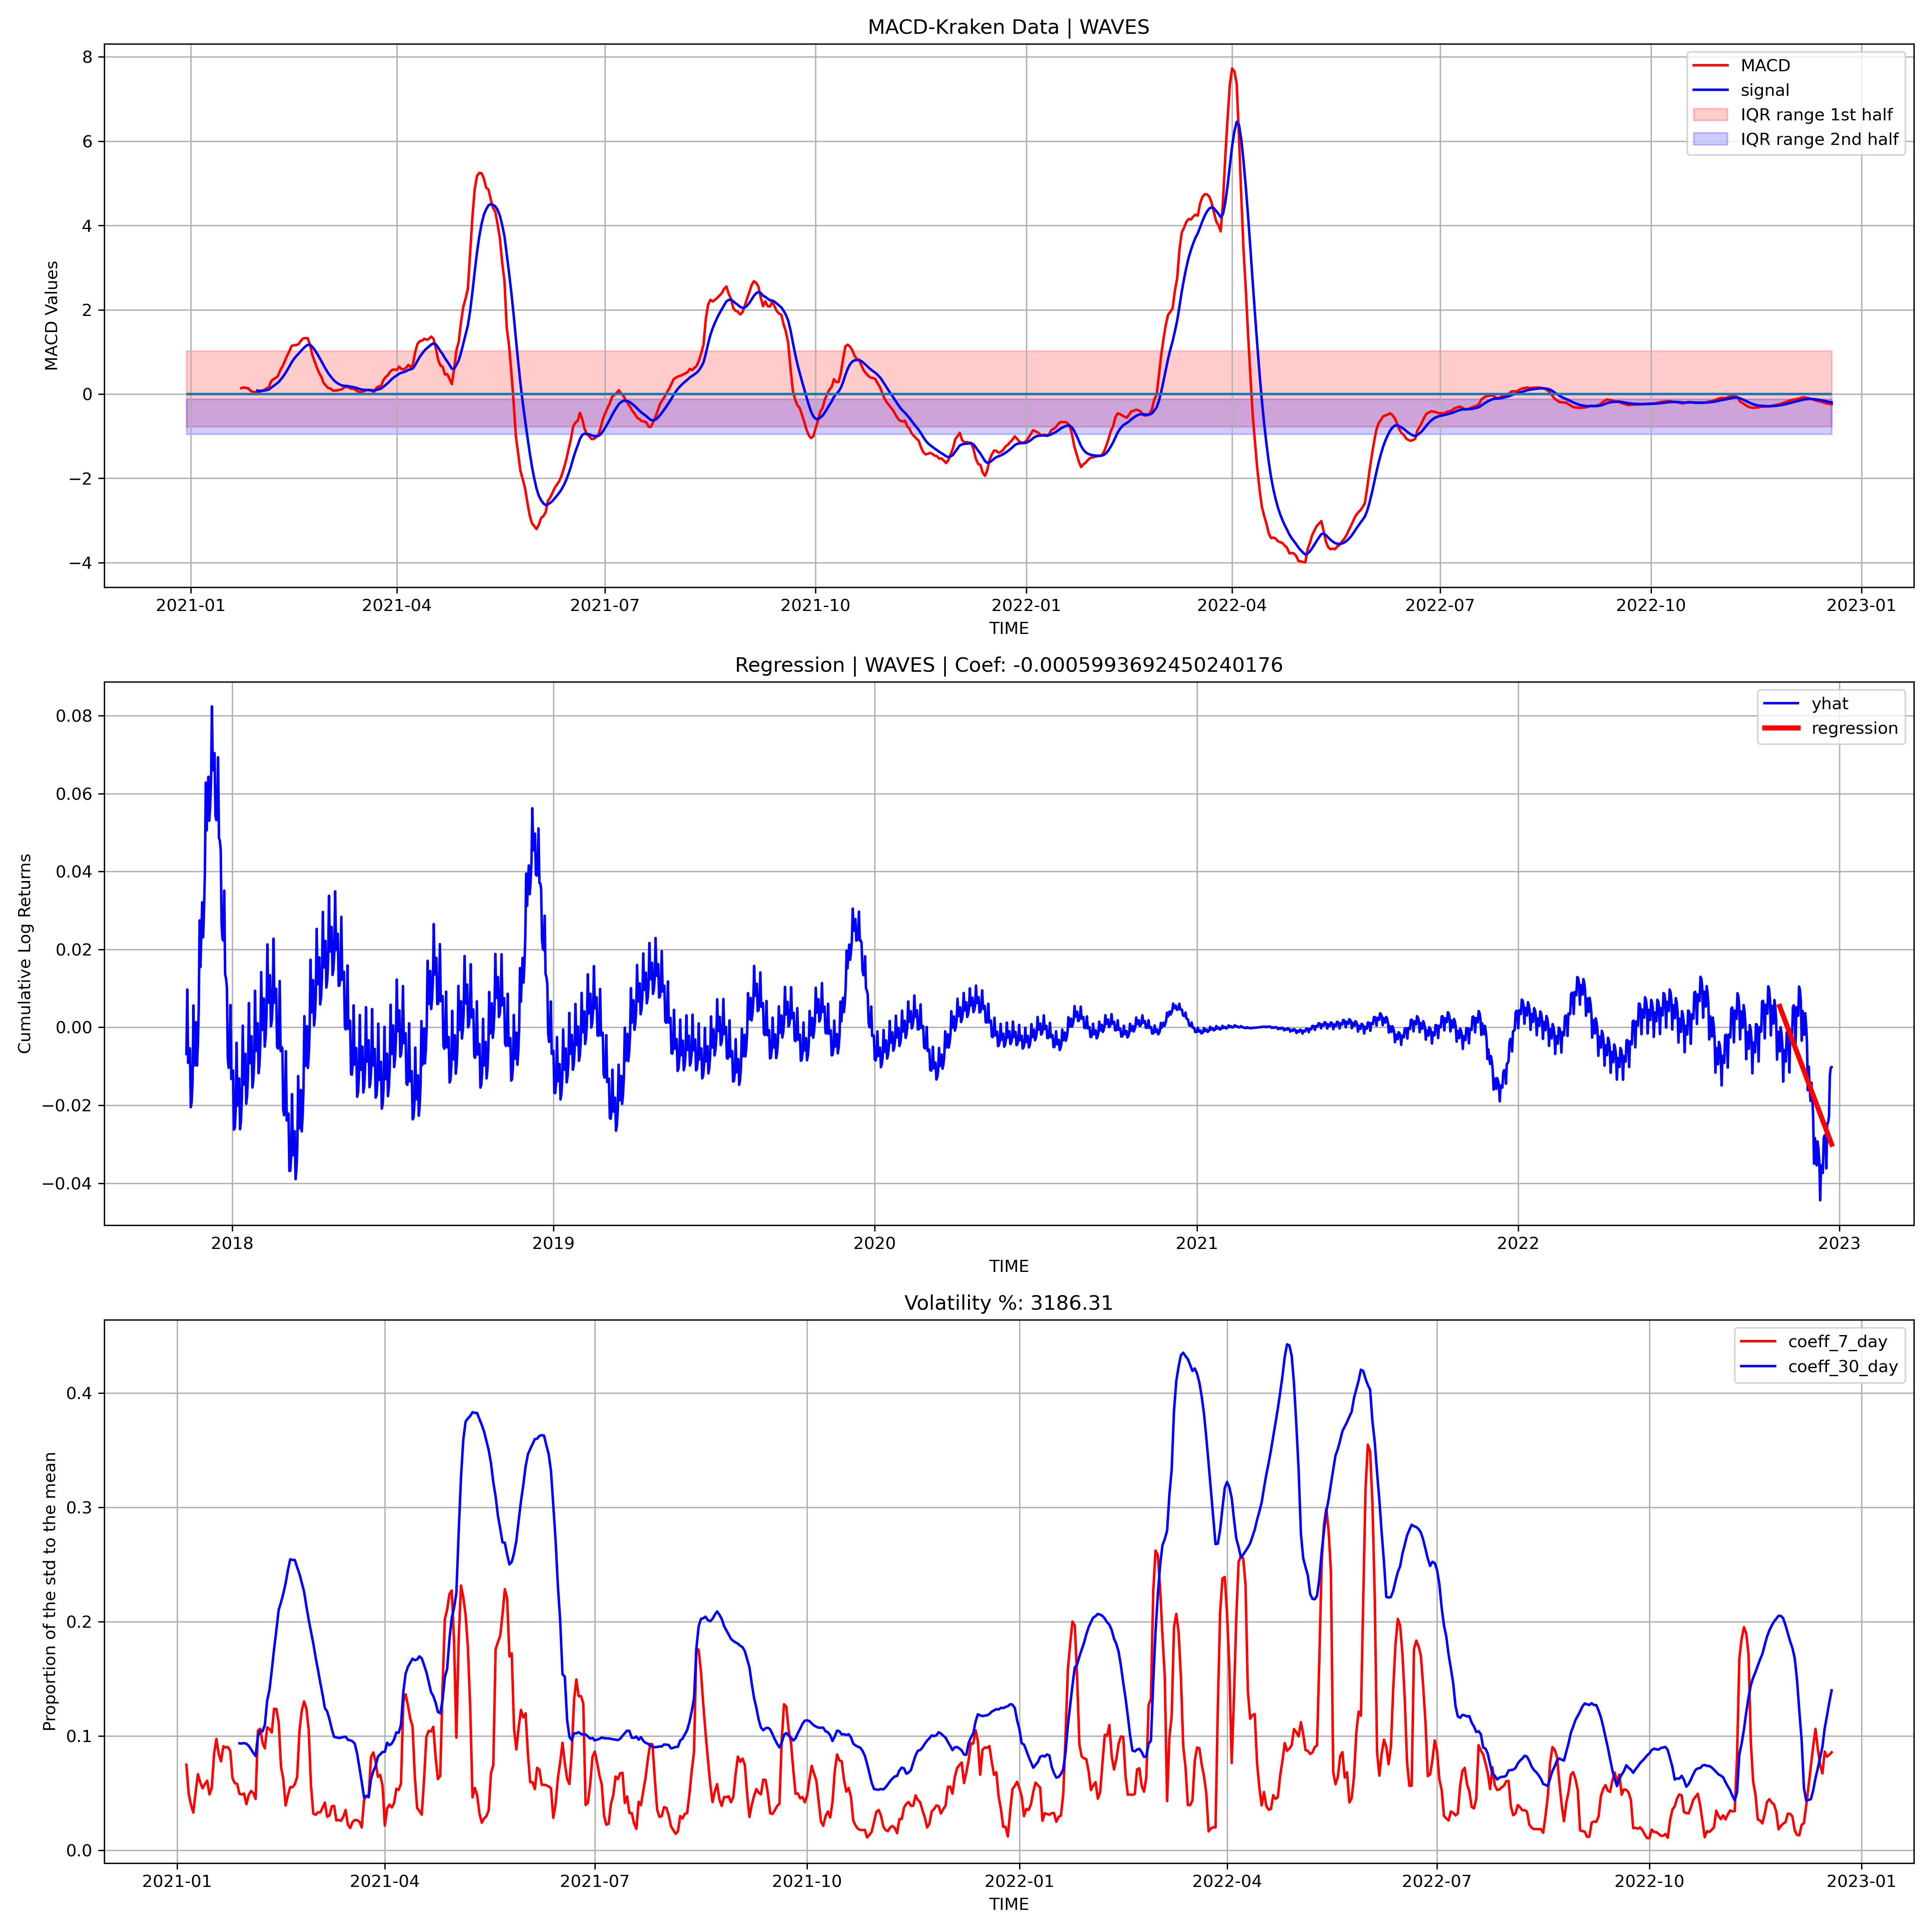 MACD-Kraken Data | WAVES
MACD Values
8
6
4
2
0
−2
−4
MACD
signal
IQR range 1st half
IQR range 2nd half
2021-01 2021-04 2021-07 2021-10 2022-01 2022-04 2022-07 2022-10 2023-01
TIME
Regression | WAVES | Coef: -0.0005993692450240176
Cumulative Log Returns
0.08
0.06
0.04
0.02
0.00
−0.02
−0.04
yhat
regression
2018 2019 2020 2021 2022 2023
TIME
Volatility %: 3186.31
Proportion of the std to the mean
0.4
0.3
0.2
0.1
0.0
coeff_7_day
coeff_30_day
2021-01 2021-04 2021-07 2021-10 2022-01 2022-04 2022-07 2022-10 2023-01
TIME